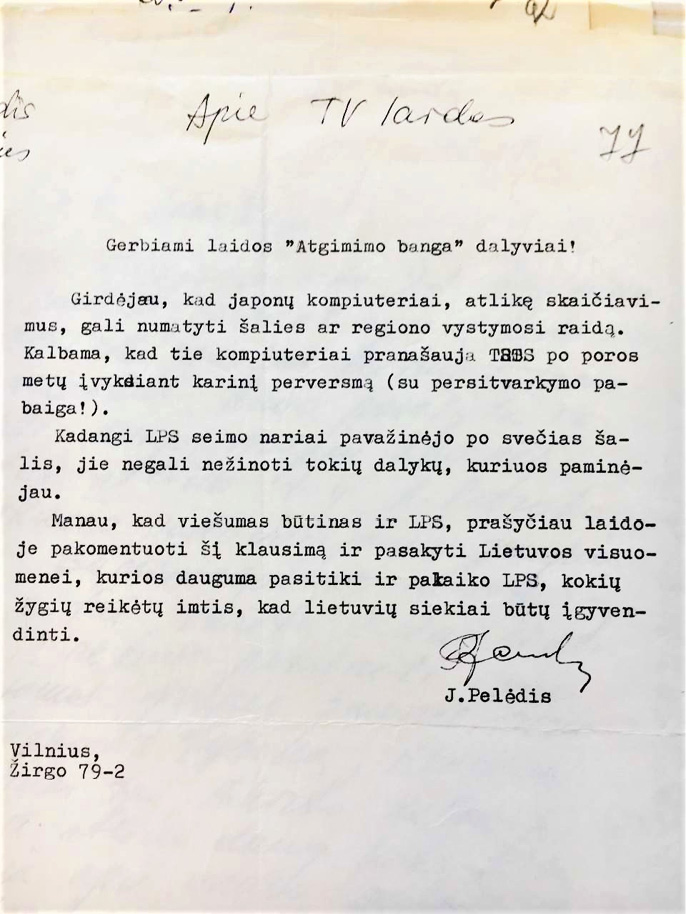 Apie TV laidas
77
Gerbiami laidos "Atgimimo banga" dalyviai!
Girdėjau, kad japonų kompiuteriai, atlikę skaičiavi-
mus, gali numatyti šalies ar regiono vystymosi raidą.
Kalbama, kad tie kompiuteriai pranašauja po poros
metų įvyksiant karinį perversmą (su persitvarkymo pa-
baiga!).
Kadangi LPS seimo nariai pavažinėjo po svečias ša-
lis, jie negali nežinoti tokių dalykų, kuriuos paminė-
jau.
Manau, kad viešumas būtinas ir LPS, prašyčiau laido-
je pakomentuoti šį klausimą ir pasakyti Lietuvos visuo-
menei, kurios dauguma pasitiki ir palaiko LPS, kokių
žygių reikėtų imtis, kad lietuvių siekiai būtų įgyven-
dinti.
J.Pelėdis
Vilnius,
Žirgo 79-2